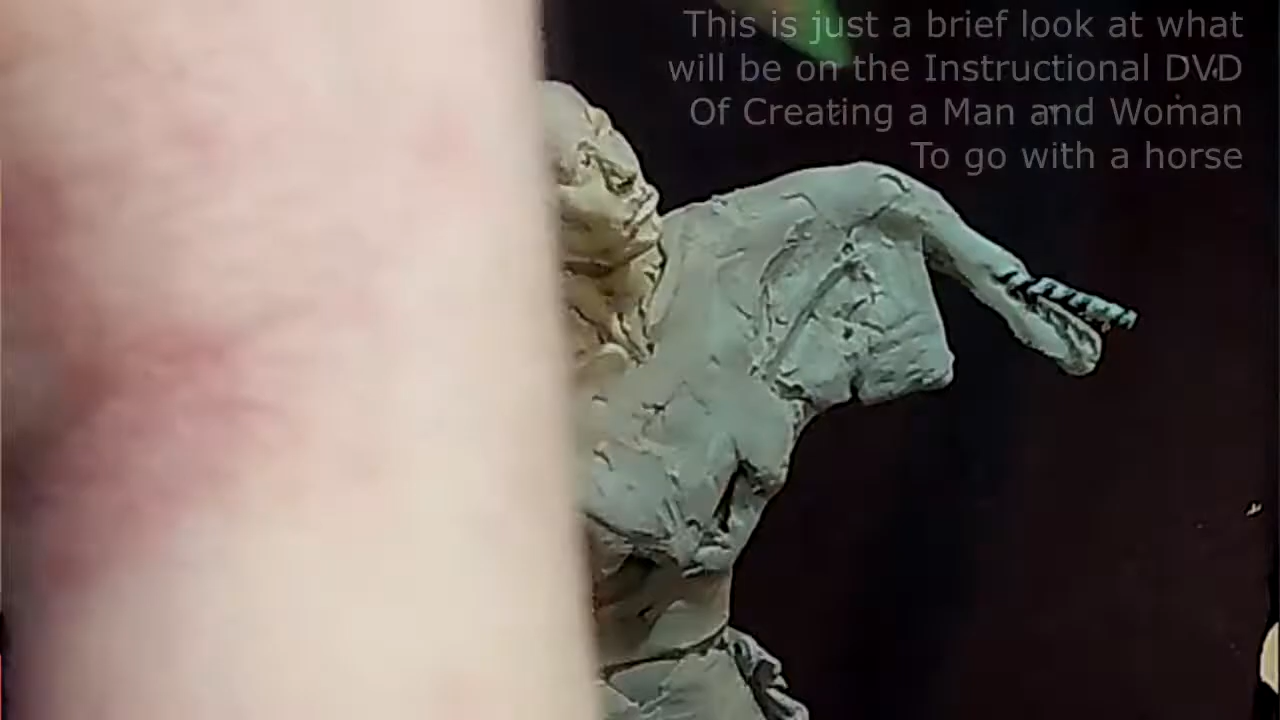 This is just a brief look at what
will be on the Instructional DVD
Of Creating a Man and Woman
To go with a horse